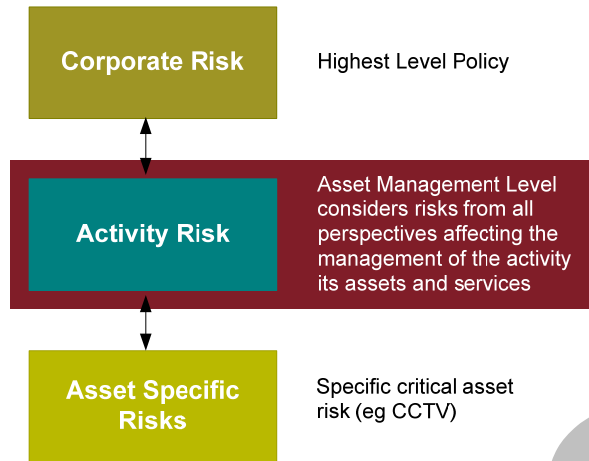 Corporate Risk
Highest Level Policy
Activity Risk
Asset Management Level
considers risks from all
perspectives affecting the
management of the activity
its assets and services
Asset Specific
Risks
Specific critical asset
risk (eg CCTV)